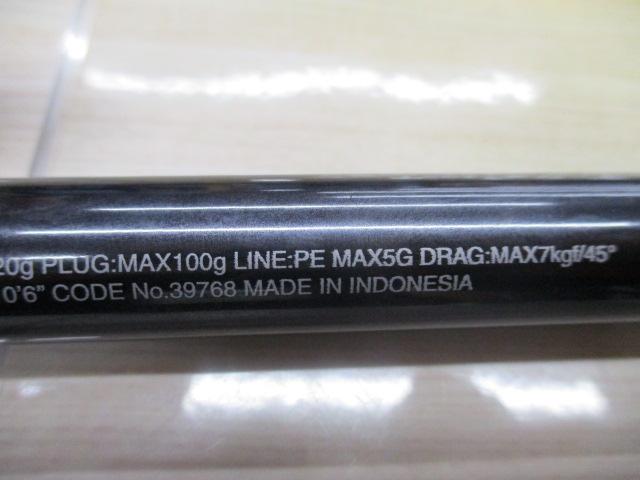 20g PLUG:MAX100g LINE:PE MAX5G DRAG:MAX7kgf/45°
0'6" CODE No.39768 MADE IN INDONESIA